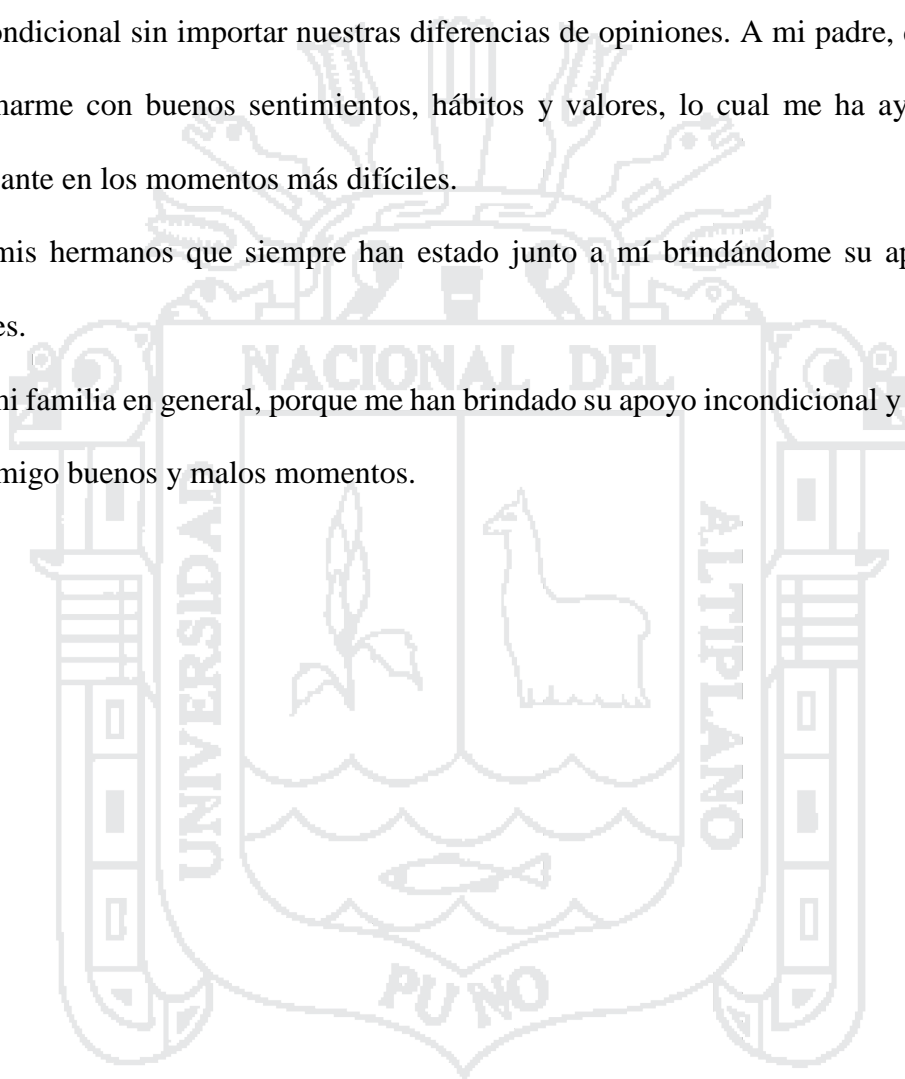 ondicional sin importar nuestras diferencias de opiniones. A mi padre,
narme con buenos sentimientos, hábitos y valores, lo cual me ha ay
ante en los momentos más difíciles.
mis hermanos que siempre han estado junto a mí brindándome su ap
es.
ni familia en general, porque me han brindado su apoyo incondicional y
migo buenos y malos momentos.
NACIONAL DEL
UNIVERSIDAD
ALTIPLANO
PUNO